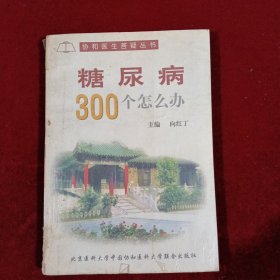 协和医生答疑丛书
糖尿病
300个怎么办
主编 向红丁
北京医科大学中国协和医科大学联合出版社